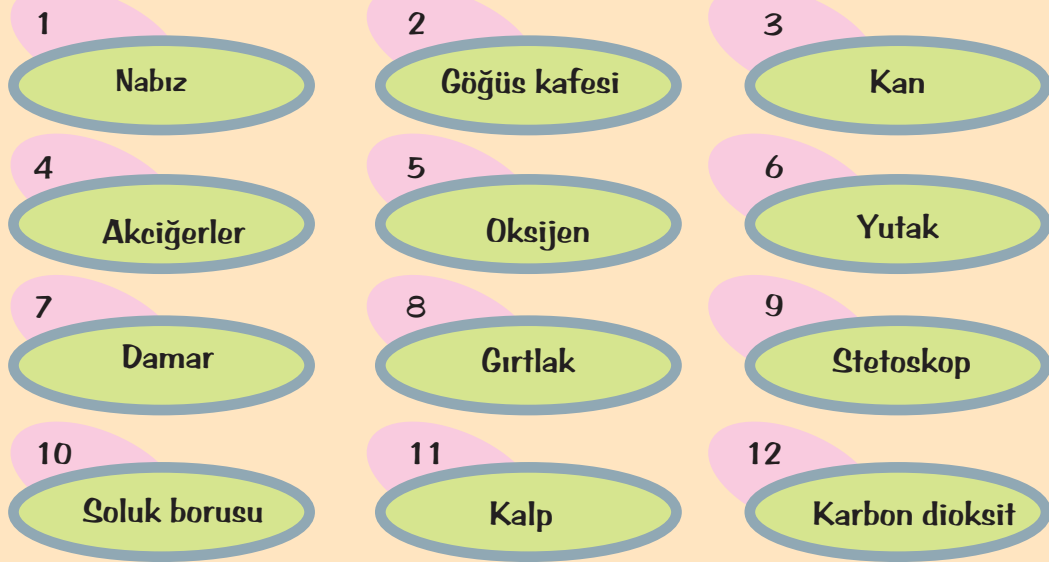 1
Nabız
2
Göğüs kafesi
3
Kan
4
Akciğerler
5
Oksijen
6
Yutak
7
Damar
8
Gırtlak
9
Stetoskop
10
Soluk borusu
11
Kalp
12
Karbon dioksit